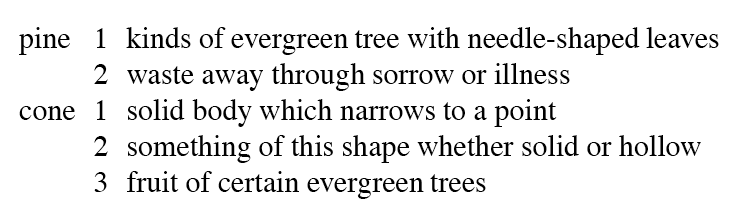 pine 1 kinds of evergreen tree with needle-shaped leaves
2 waste away through sorrow or illness
cone 1 solid body which narrows to a point
2 something of this shape whether solid or hollow
3 fruit of certain evergreen trees